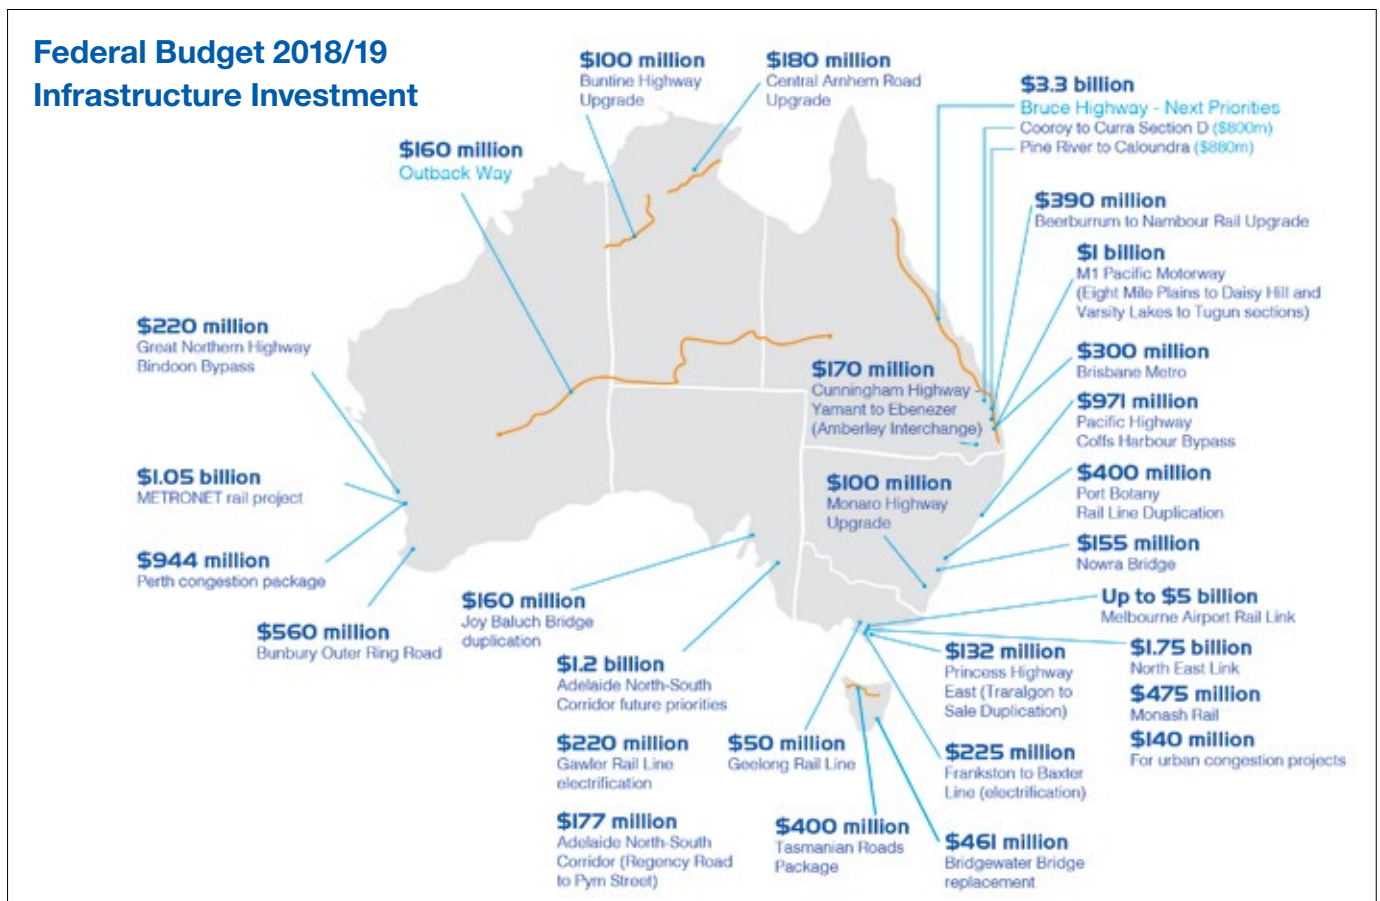 Federal Budget 2018/19
Infrastructure Investment
$100 million
Buntine Highway
Upgrade
$180 million
Central Arnhem Road
Upgrade
$3.3 billion
Bruce Highway - Next Priorities
Cooroy to Curra Section D ($800m)
Pine River to Caloundra ($880m)
$160 million
Outback Way
$390 million
Beerburrum to Nambour Rail Upgrade
$1 billion
M1 Pacific Motorway
(Eight Mile Plains to Daisy Hill and
Varsity Lakes to Tugun sections)
$220 million
Great Northern Highway
Bindoon Bypass
$300 million
Brisbane Metro
$170 million
Cunningham Highway -
Yamant to Ebenezer
(Amberley Interchange)
$971 million
Pacific Highway
Coffs Harbour Bypass
$1.05 billion
METRONET rail project
$100 million
Monaro Highway
Upgrade
$400 million
Port Botany
Rail Line Duplication
$944 million
Perth congestion package
$155 million
Nowra Bridge
$560 million
Bunbury Outer Ring Road
$160 million
Joy Baluch Bridge
duplication
Up to $5 billion
Melbourne Airport Rail Link
$1.2 billion
Adelaide North-South
Corridor future priorities
$132 million
Princess Highway
East (Traralgon to
Sale Duplication)
$1.75 billion
North East Link
$475 million
Monash Rail
$140 million
For urban congestion projects
$220 million
Gawler Rail Line
electrification
$50 million
Geelong Rail Line
$225 million
Frankston to Baxter
Line (electrification)
$177 million
Adelaide North-South
Corridor (Regency Road
to Pym Street)
$400 million
Tasmanian Roads
Package
$461 million
Bridgewater Bridge
replacement